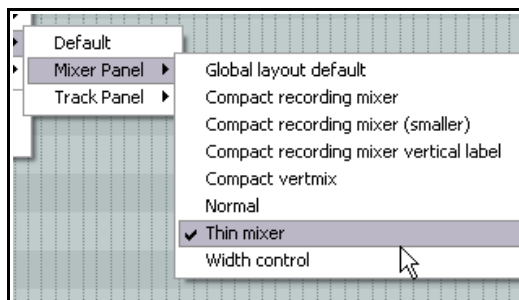 Default
Mixer Panel
Track Panel
Global layout default
Compact recording mixer
Compact recording mixer (smaller)
Compact recording mixer vertical label
Compact vertmix
Normal
Thin mixer
Width control